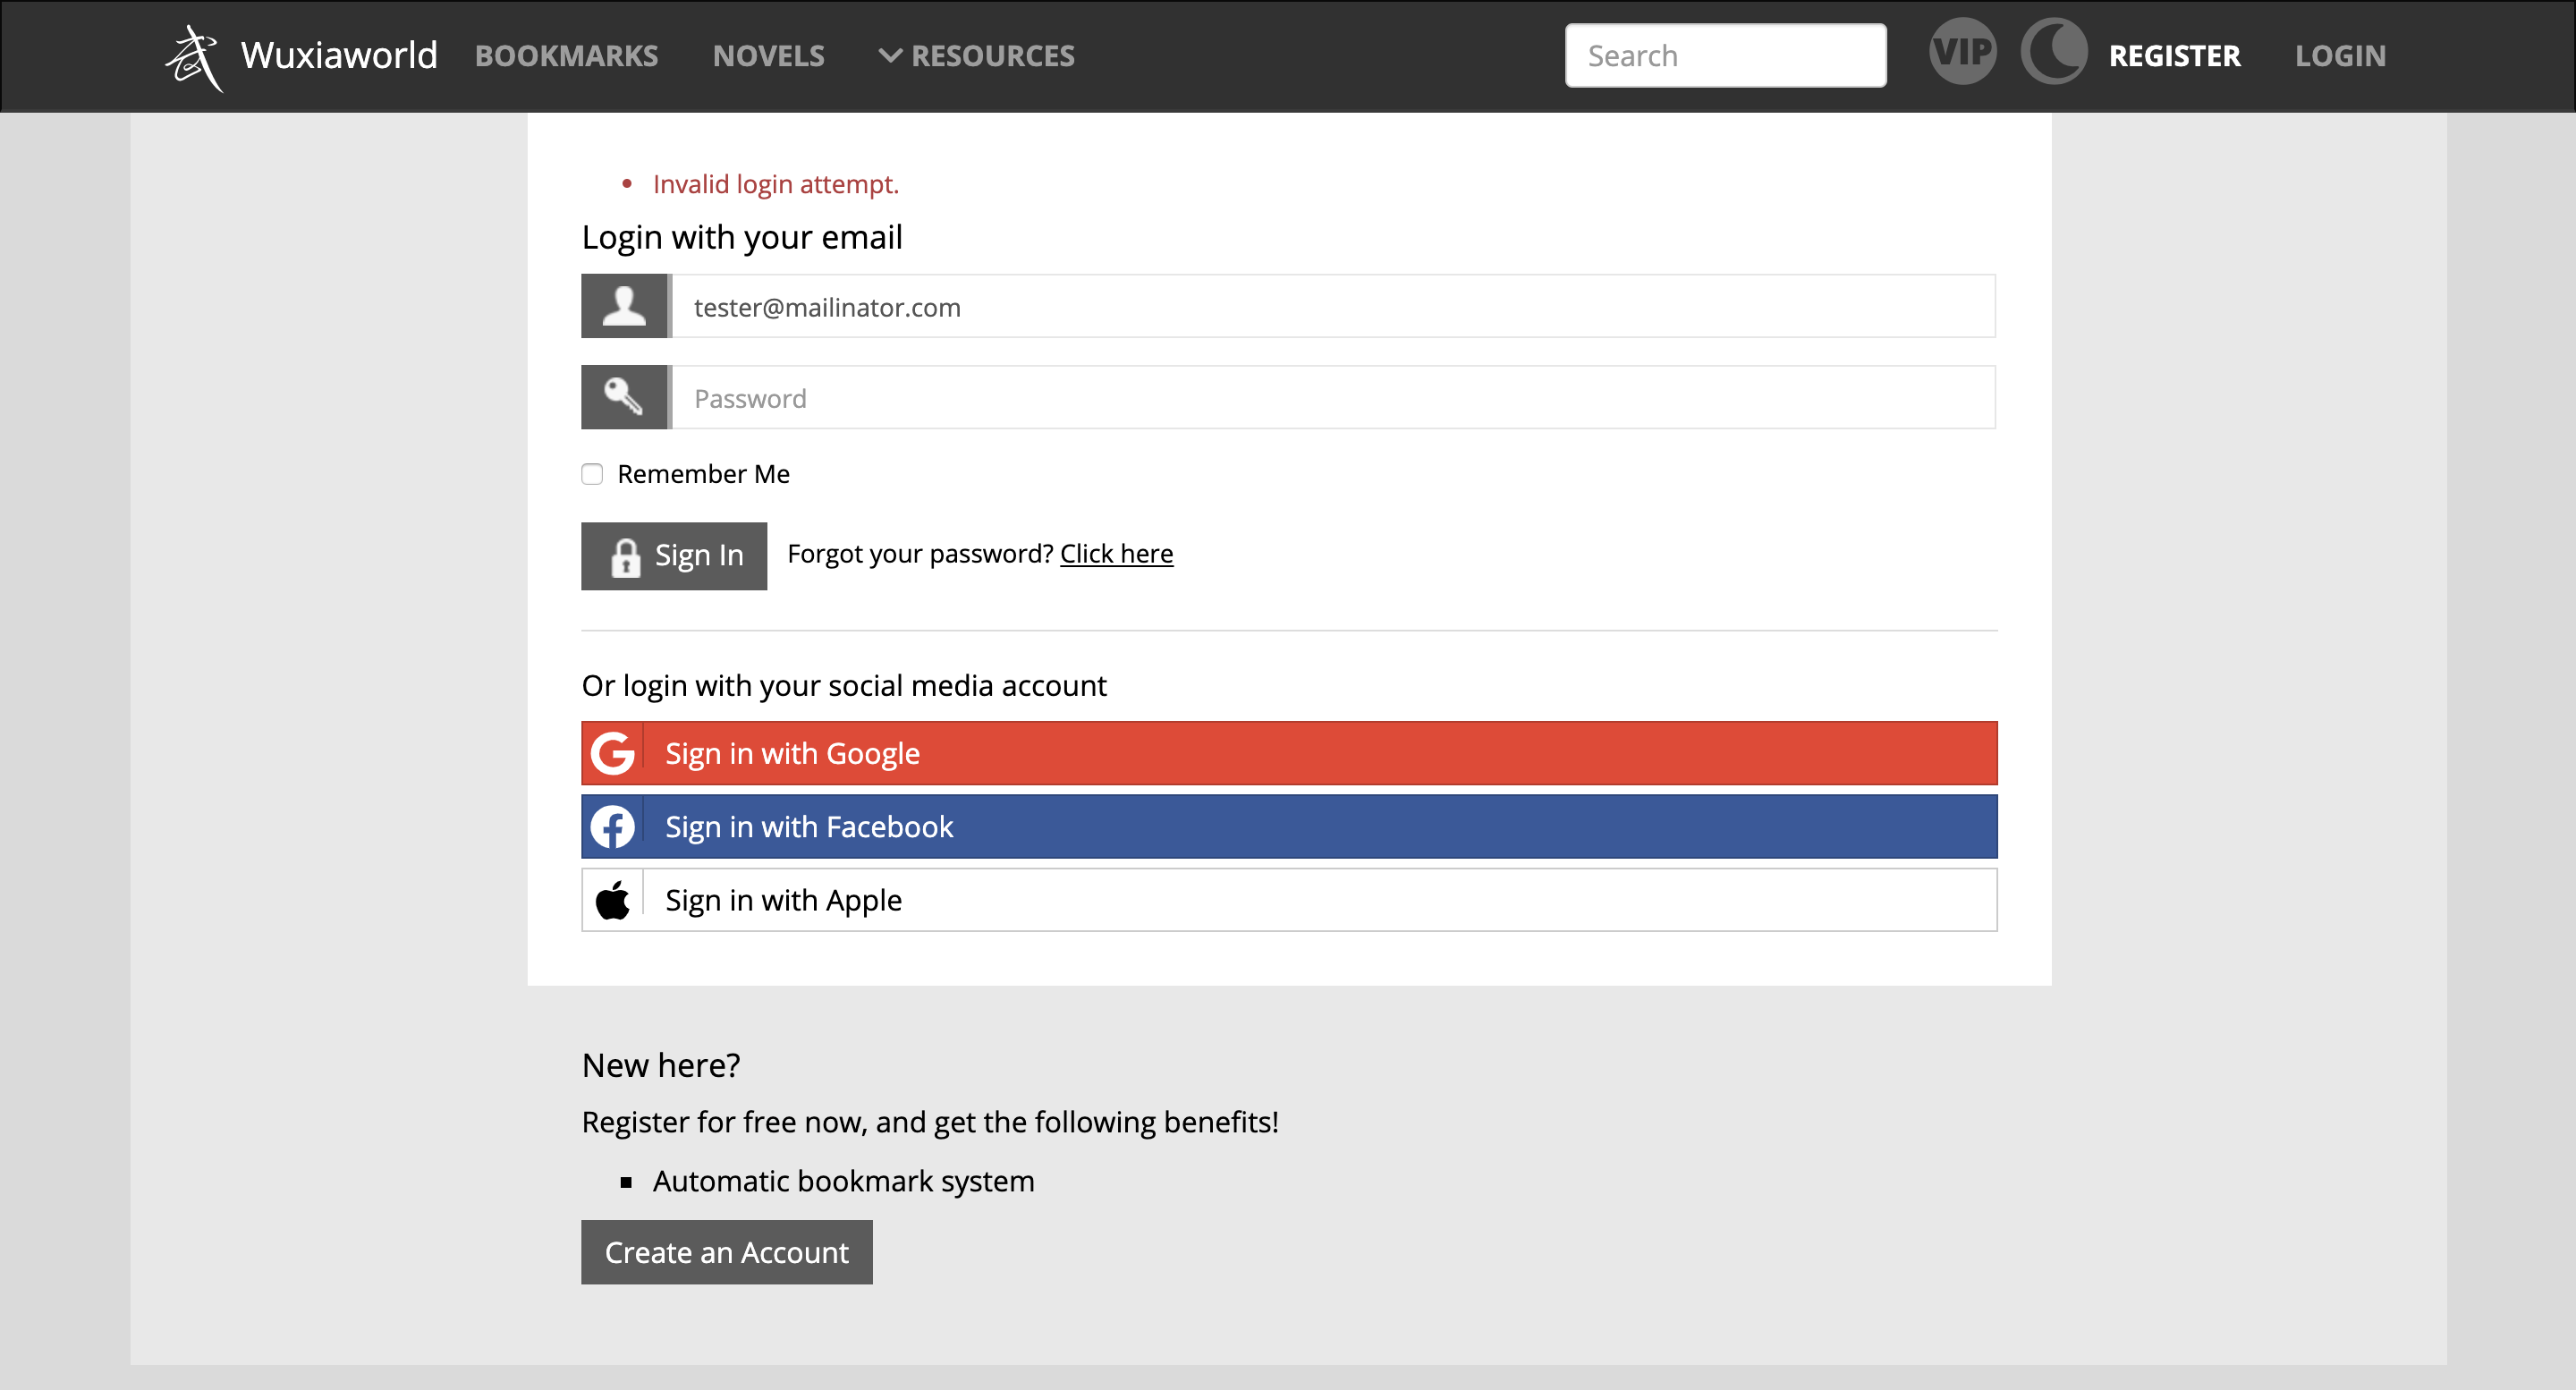 Wuxiaworld BOOKMARKS NOVELS RESOURCES Search VIP REGISTER LOGIN
Invalid login attempt.
Login with your email
tester@mailinator.com
Password
Remember Me
Sign In Forgot your password? Click here
Or login with your social media account
Sign in with Google
Sign in with Facebook
Sign in with Apple
New here?
Register for free now, and get the following benefits!
Automatic bookmark system
Create an Account